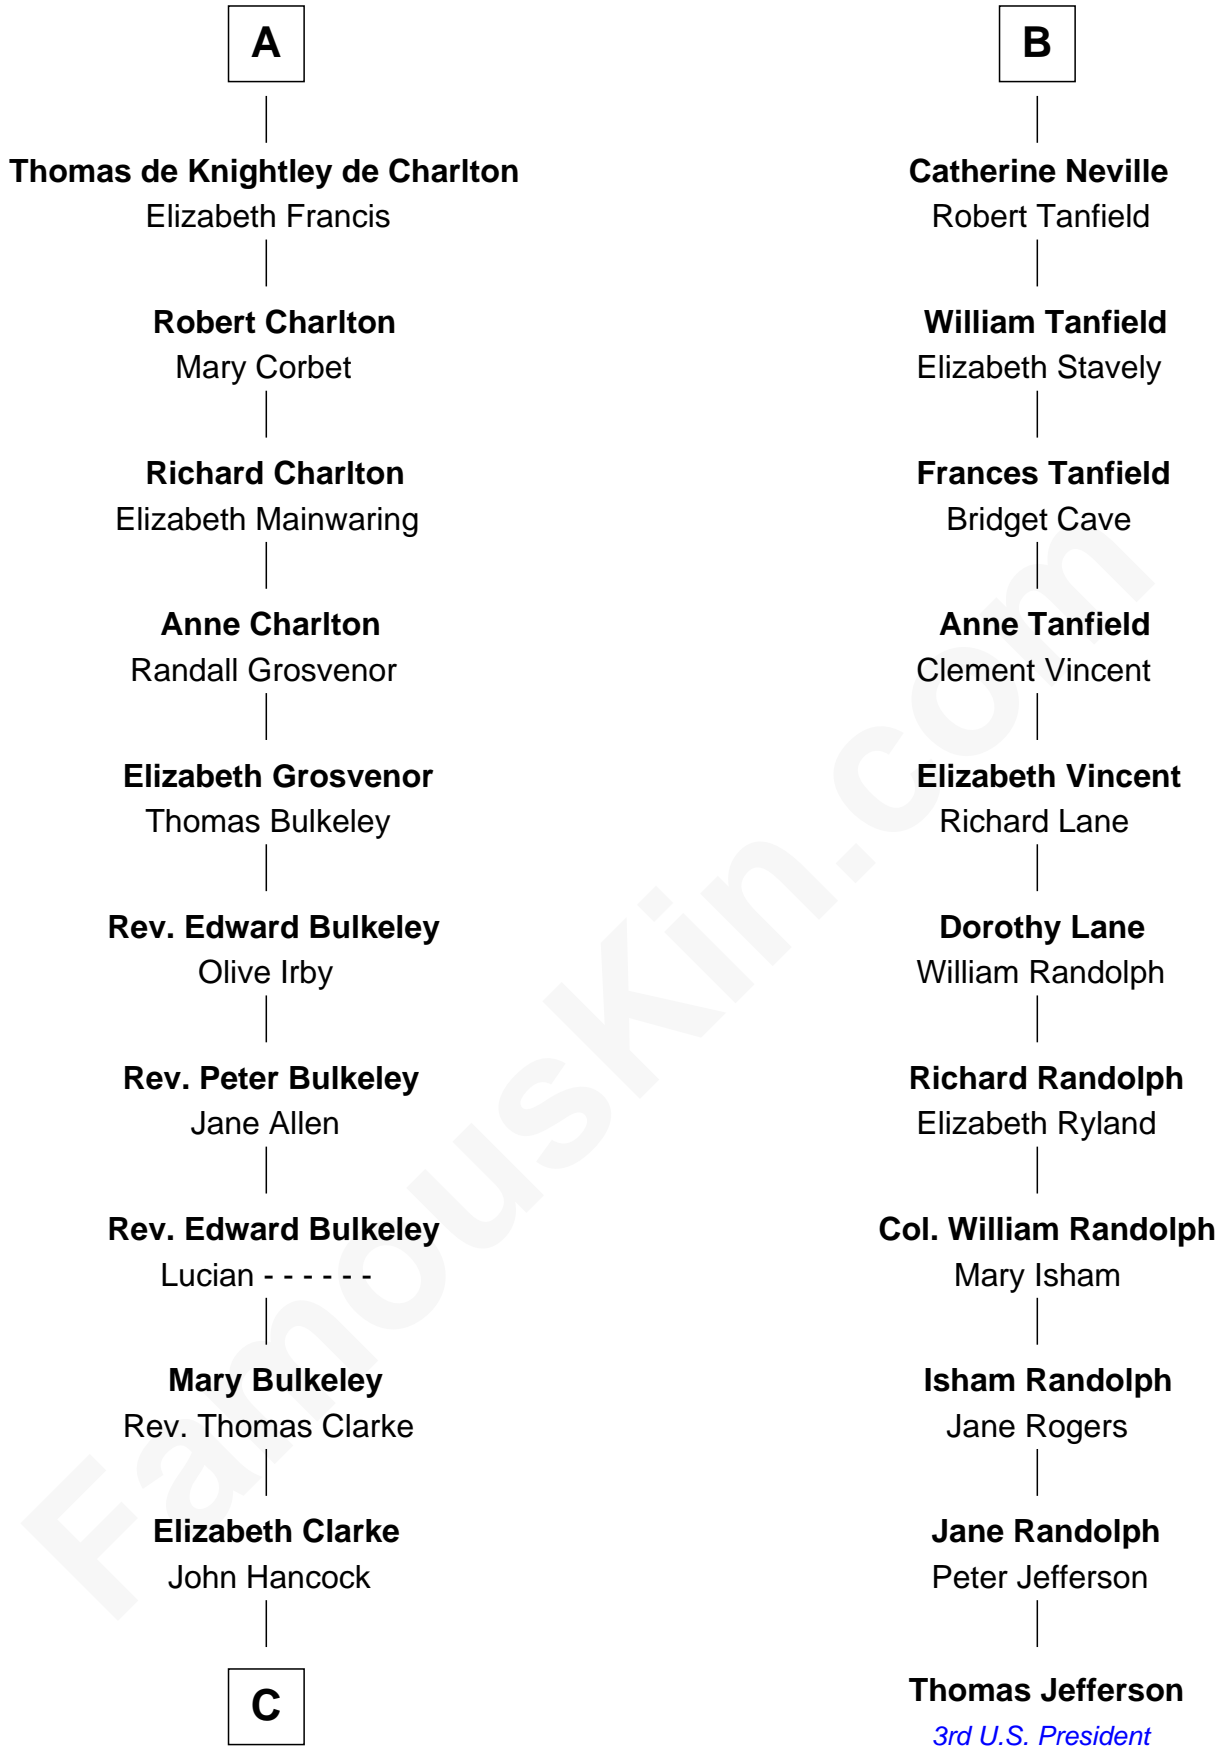 A
Thomas de Knightley de Charlton
Elizabeth Francis
Robert Charlton
Mary Corbet
Richard Charlton
Elizabeth Mainwaring
Anne Charlton
Randall Grosvenor
Elizabeth Grosvenor
Thomas Bulkeley
Rev. Edward Bulkeley
Olive Irby
Rev. Peter Bulkeley
Jane Allen
Rev. Edward Bulkeley
Lucian - - - - - -
Mary Bulkeley
Rev. Thomas Clarke
Elizabeth Clarke
John Hancock
C
B
Catherine Neville
Robert Tanfield
William Tanfield
Elizabeth Stavely
Frances Tanfield
Bridget Cave
Anne Tanfield
Clement Vincent
Elizabeth Vincent
Richard Lane
Dorothy Lane
William Randolph
Richard Randolph
Elizabeth Ryland
Col. William Randolph
Mary Isham
Isham Randolph
Jane Rogers
Jane Randolph
Peter Jefferson
Thomas Jefferson
3rd U.S. President
FamousKin.com